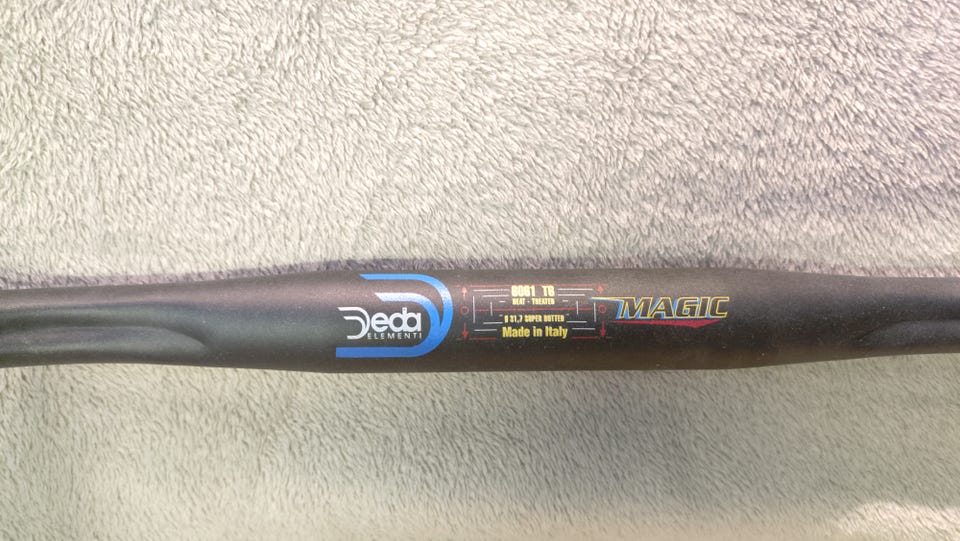 Deda
ELEMENTI
6061 T6
HEAT - TREATED
Ø 31,7 SUPER BUTTED
Made in Italy
MAGIC